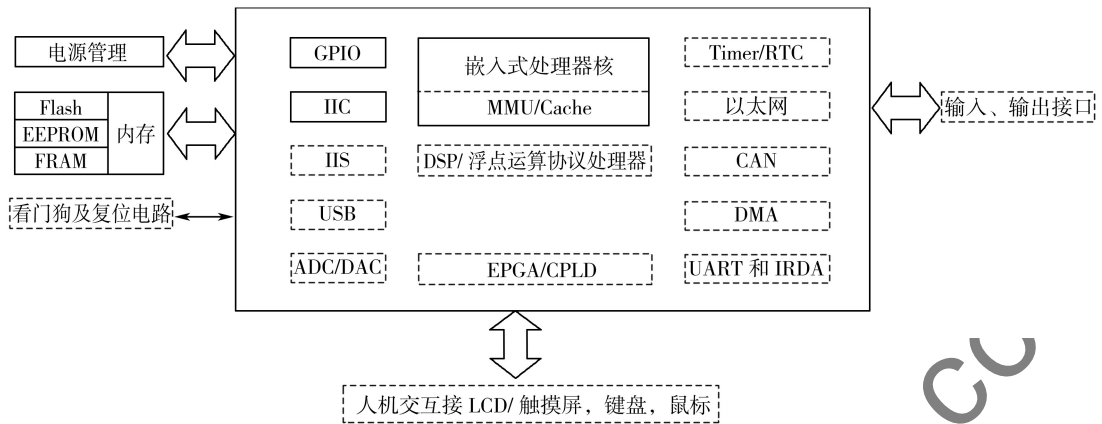 电源管理
Flash
EEPROM
FRAM
内存
看门狗及复位电路
GPIO
IIC
IIS
USB
ADC/DAC
嵌入式处理器核
MMU/Cache
DSP/浮点运算协议处理器
EPGA/CPLD
Timer/RTC
以太网
CAN
DMA
UART 和 IRDA
输入、输出接口
人机交互接 LCD/触摸屏，键盘，鼠标
CC